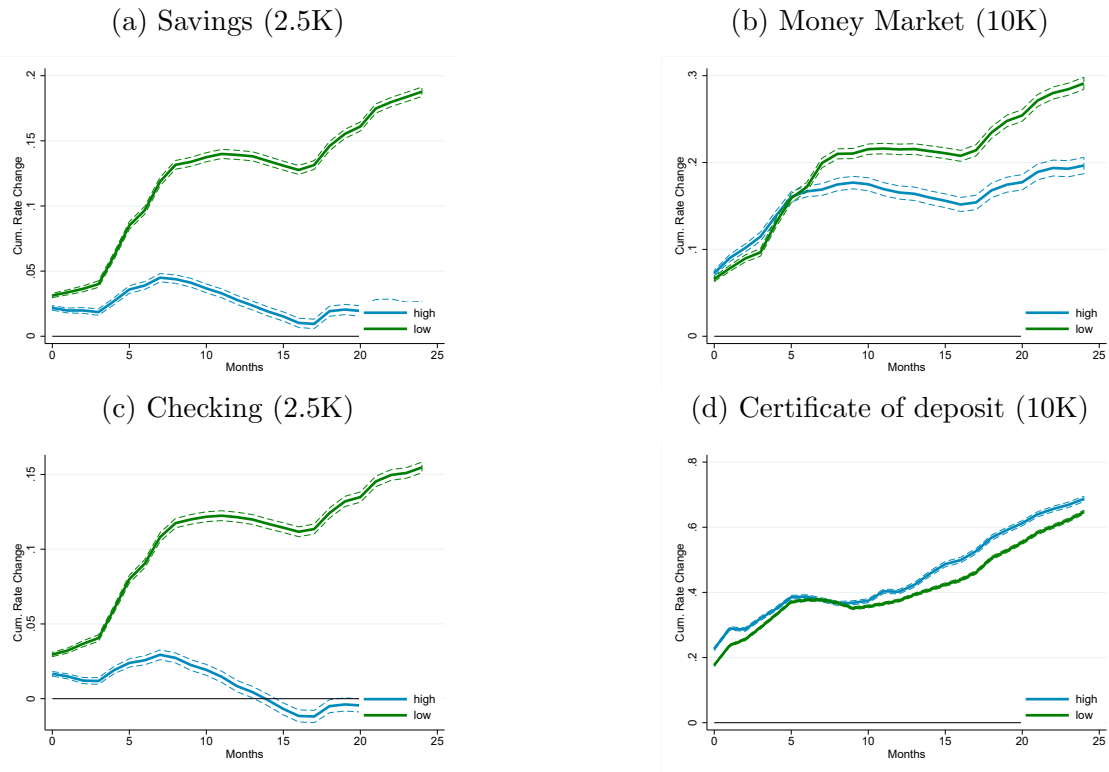 (a) Savings (2.5K)
Cum. Rate Change
0 .05 .1 .15 .2
0 5 10 15 20 25
Months
high
low
(b) Money Market (10K)
Cum. Rate Change
0 .1 .2 .3
0 5 10 15 20 25
Months
high
low
(c) Checking (2.5K)
Cum. Rate Change
0 .05 .1 .15
0 5 10 15 20 25
Months
high
low
(d) Certificate of deposit (10K)
Cum. Rate Change
0 .2 .4 .6 .8
0 5 10 15 20 25
Months
high
low